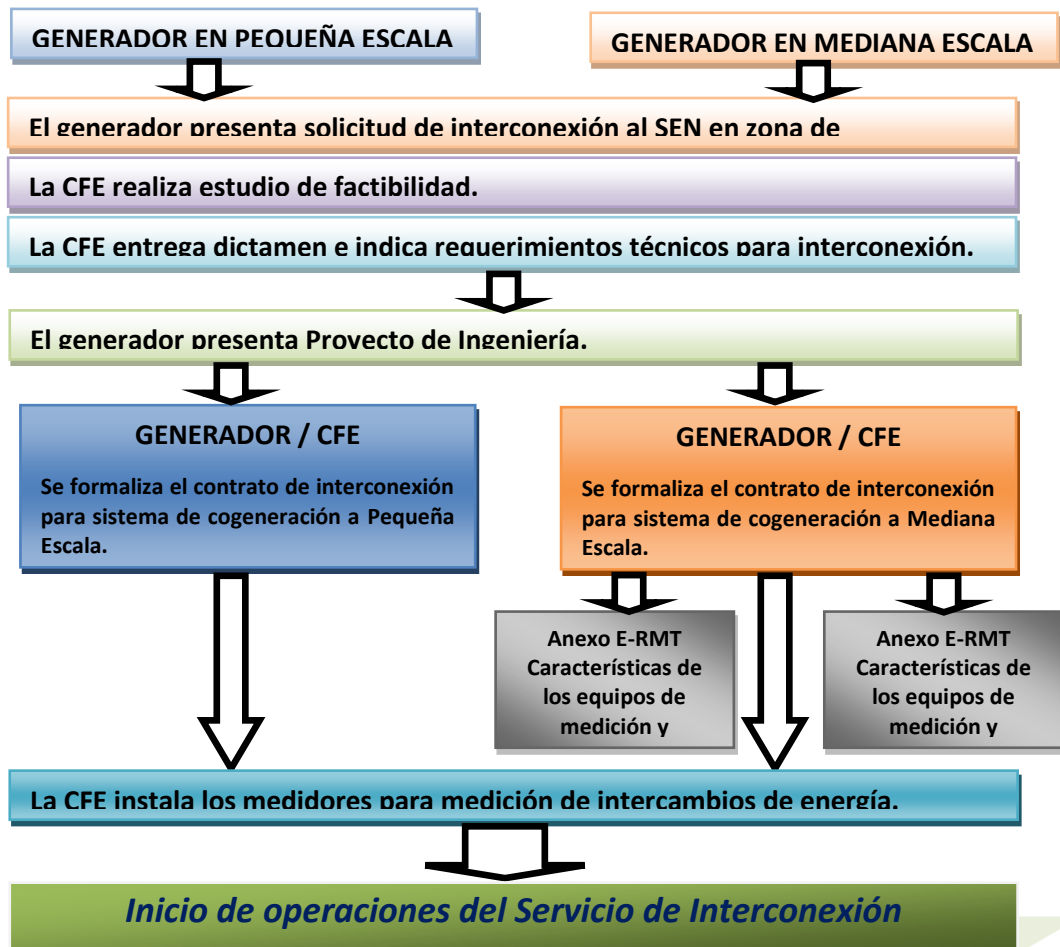 GENERADOR EN PEQUEÑA ESCALA
GENERADOR EN MEDIANA ESCALA
El generador presenta solicitud de interconexión al SEN en zona de
La CFE realiza estudio de factibilidad.
La CFE entrega dictamen e indica requerimientos técnicos para interconexión.
El generador presenta Proyecto de Ingeniería.
GENERADOR / CFE
Se formaliza el contrato de interconexión
para sistema de cogeneración a Pequeña
Escala.
GENERADOR / CFE
Se formaliza el contrato de interconexión
para sistema de cogeneración a Mediana
Escala.
Anexo E-RMT
Características de
los equipos de
medición y
Anexo E-RMT
Características de
los equipos de
medición y
La CFE instala los medidores para medición de intercambios de energía.
Inicio de operaciones del Servicio de Interconexión